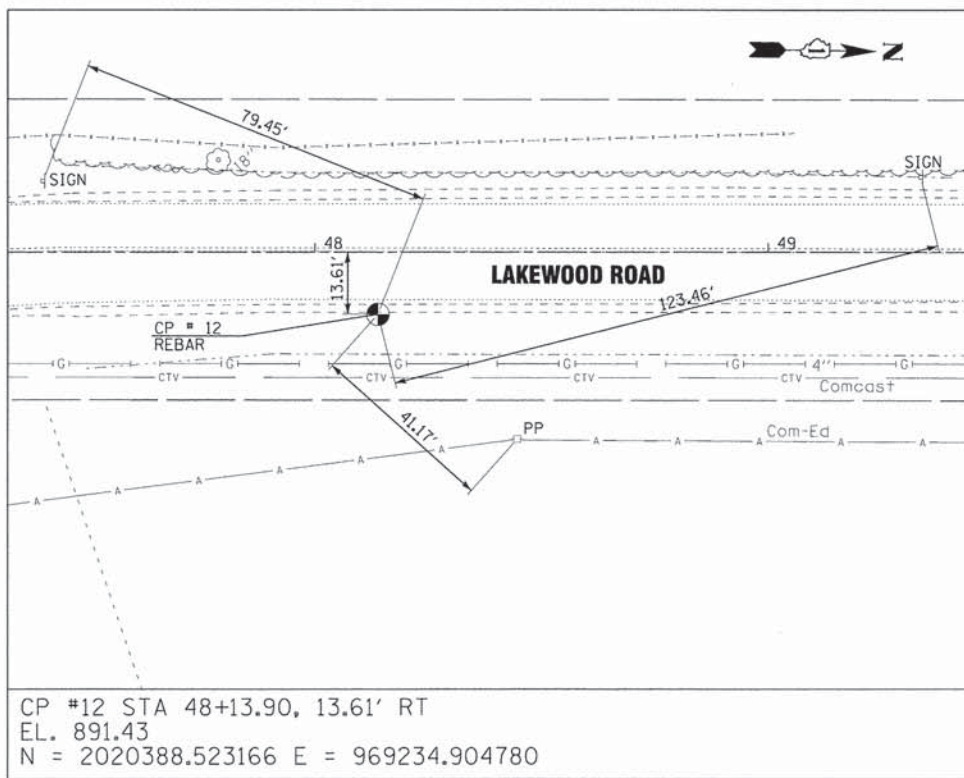 N
79.45'
18"
SIGN
SIGN
48
49
13.61'
LAKEWOOD ROAD
123.46'
CP # 12
REBAR
G G G G G 4" G
CTV CTV CTV CTV
Comcast
41.17'
PP
Com-Ed
A A A A A
A A A A A A
CP #12 STA 48+13.90, 13.61' RT
EL. 891.43
N = 2020388.523166 E = 969234.904780